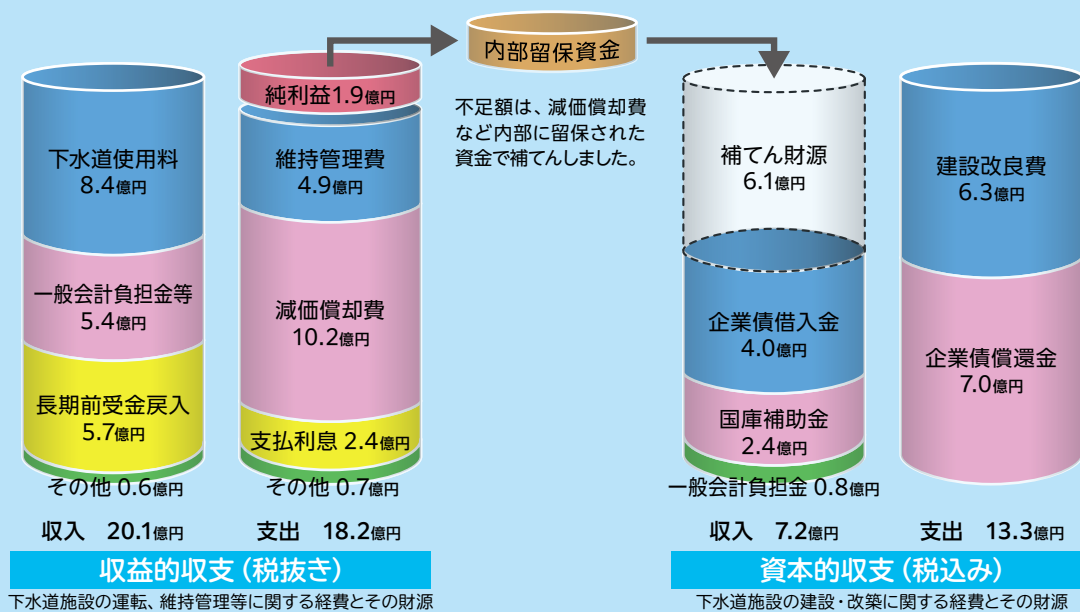 内部留保資金
不足額は、減価償却費
など内部に留保された
資金で補てんしました。
下水道使用料
8.4億円
一般会計負担金等
5.4億円
長期前受金戻入
5.7億円
その他 0.6億円
収入 20.1億円
純利益1.9億円
維持管理費
4.9億円
減価償却費
10.2億円
支払利息 2.4億円
その他 0.7億円
支出 18.2億円
収益的収支（税抜き）
下水道施設の運転、維持管理等に関する経費とその財源
補てん財源
6.1億円
企業債借入金
4.0億円
国庫補助金
2.4億円
一般会計負担金 0.8億円
収入 7.2億円
建設改良費
6.3億円
企業債償還金
7.0億円
支出 13.3億円
資本的収支（税込み）
下水道施設の建設・改築に関する経費とその財源